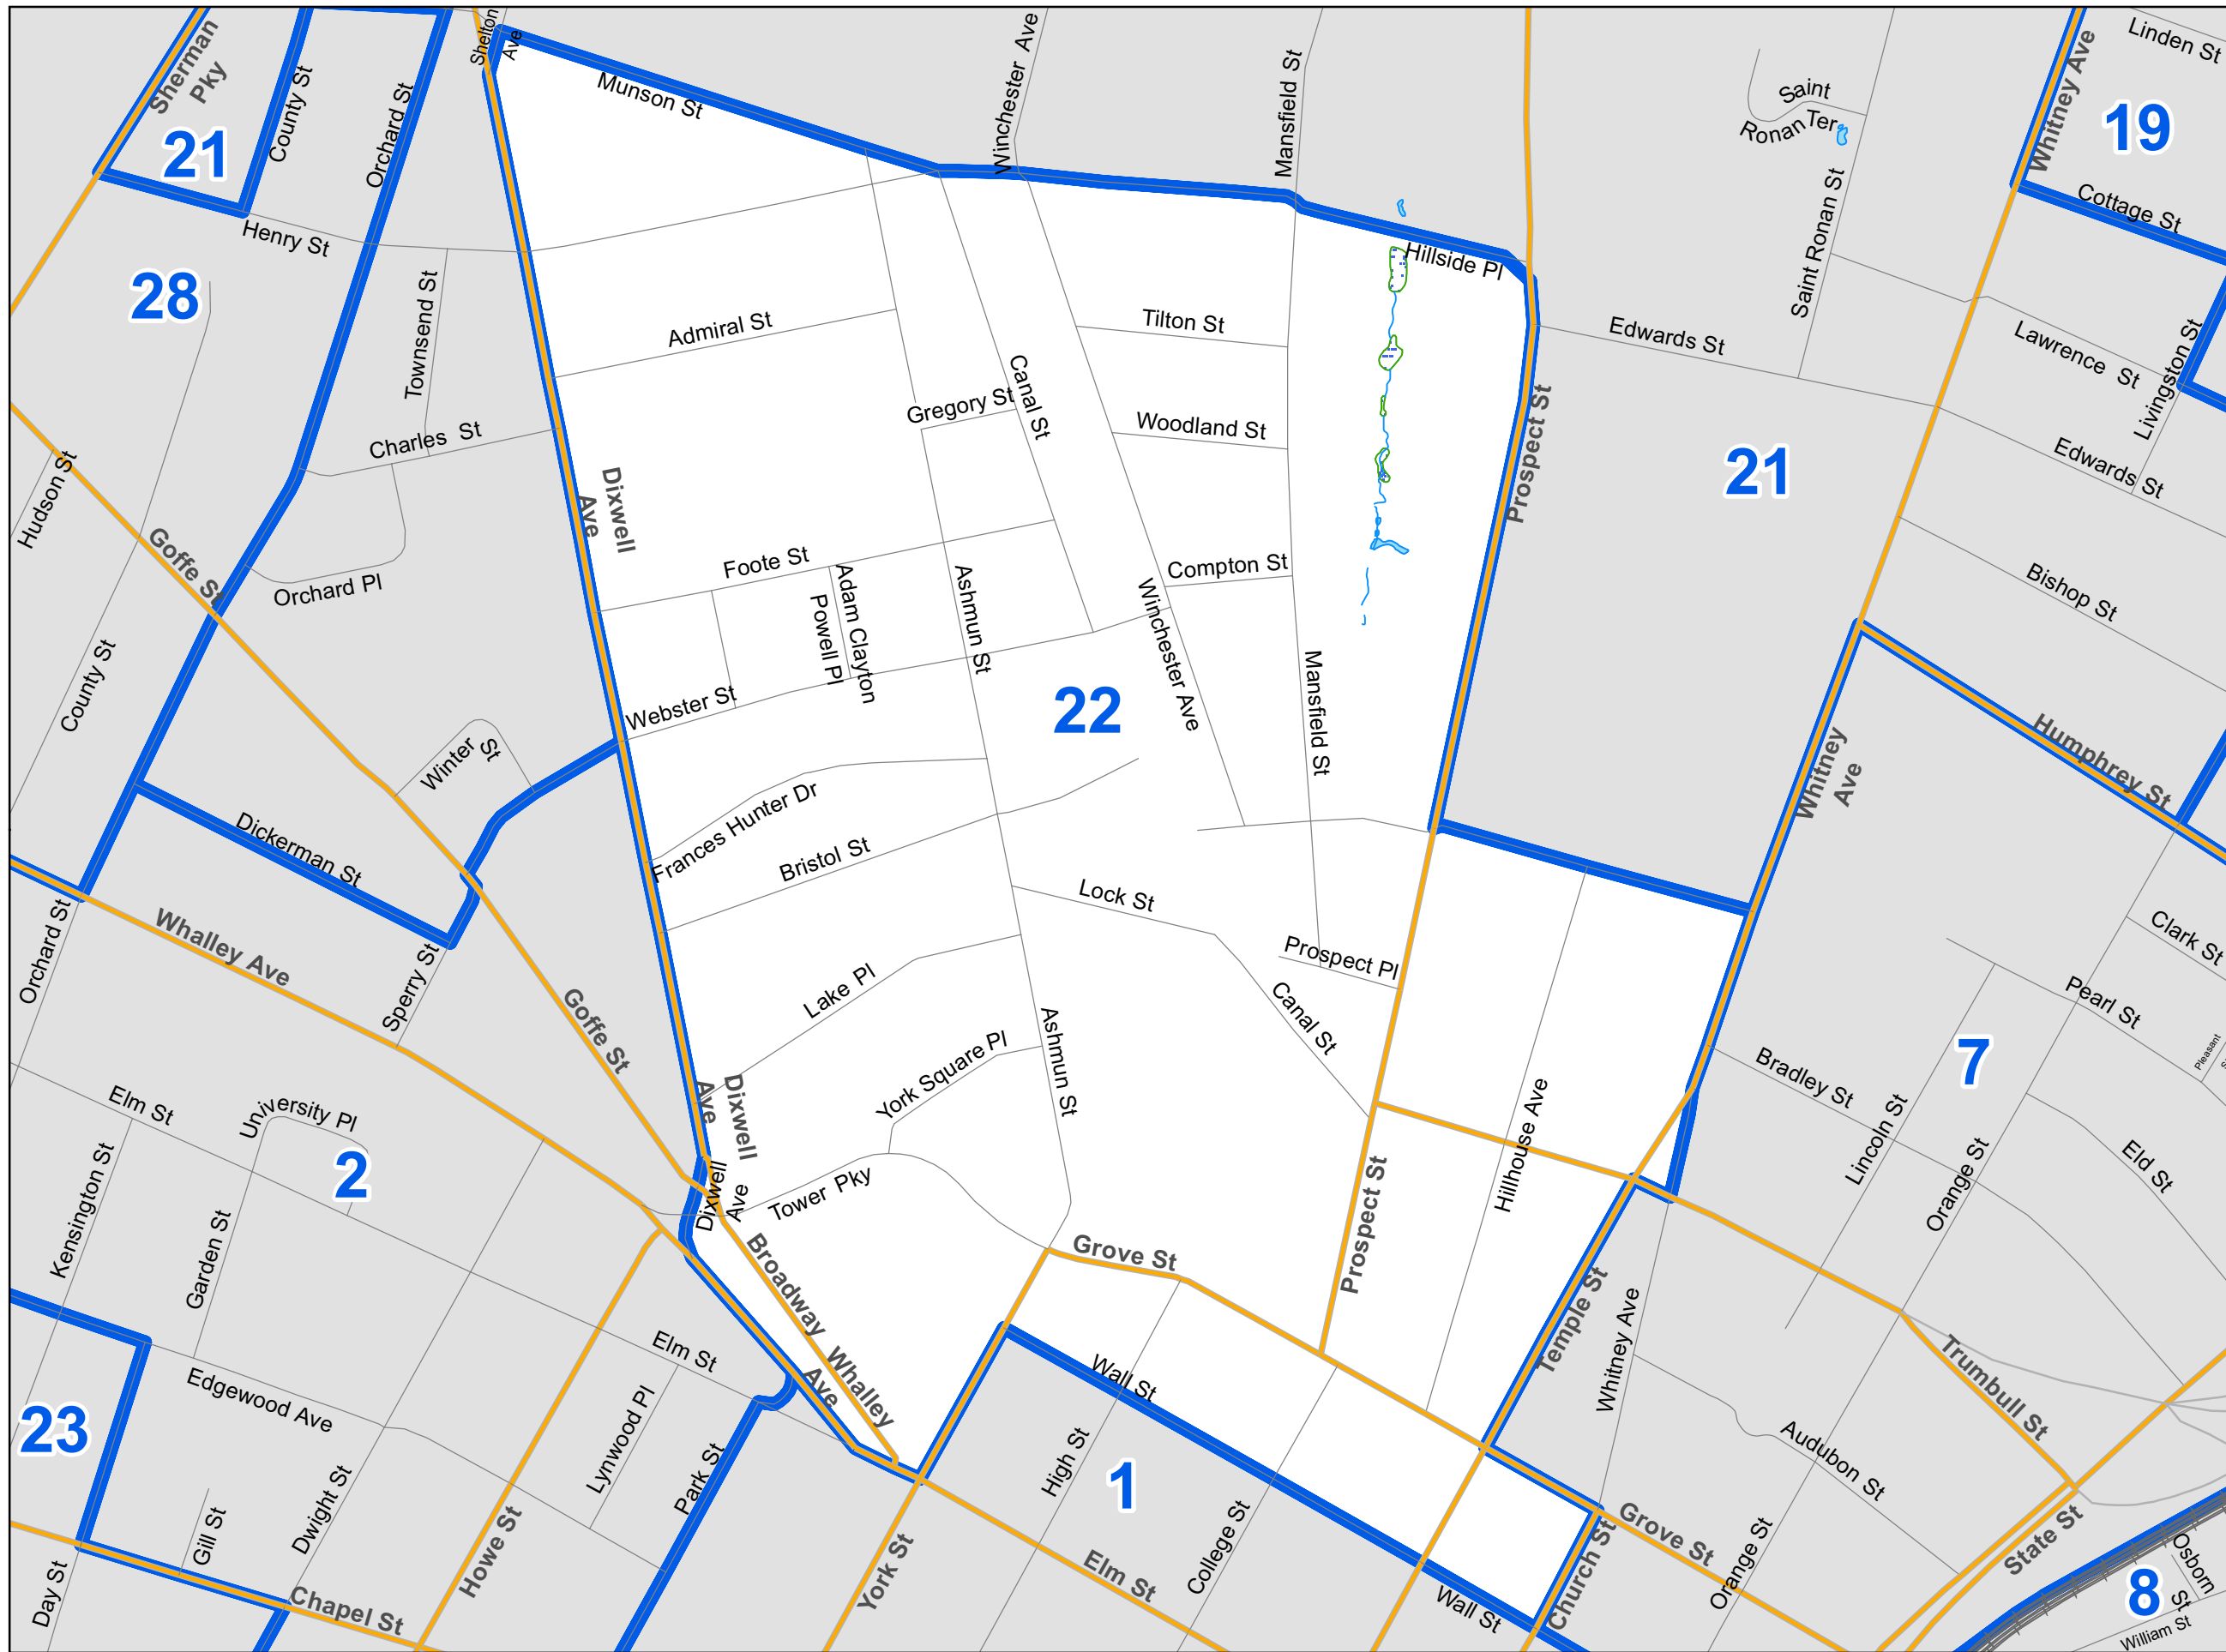 Sherman
Pky
County St
Orchard St
Shelton
Ave
Munson St
Winchester Ave
Mansfield St
Saint
Ronan Ter
Whitney Ave
Linden St
19
21
Cottage St
Henry St
Hillside Pl
Saint Ronan St
28
Townsend St
Admiral St
Tilton St
Edwards St
Lawrence St
Livingston St
Canal St
Gregory St
Woodland St
Prospect St
Charles St
21
Edwards St
Hudson St
Dixwell
Ave
Goffe St
Orchard Pl
Foote St
Adam Clayton
Powell Pl
Ashmun St
Compton St
Winchester Ave
Bishop St
County St
Webster St
22
Mansfield St
Winter
St
Whitney
Ave
Humphrey St
Frances Hunter Dr
Dickerman St
Bristol St
Lock St
Clark St
Whalley Ave
Orchard St
Sperry St
Prospect Pl
Lake Pl
Canal St
Pearl St
Goffe St
Ashmun St
York Square Pl
7
Pleasant
Bradley St
Elm St
University Pl
Dixwell
Ave
Hillhouse Ave
Lincoln St
Orange St
Eld St
2
Kensington St
Garden St
Dixwell
Ave
Tower Pky
Prospect St
Grove St
Broadway
Temple St
Whitney Ave
Elm St
Whalley
Ave
Wall St
Trumbull St
23
Edgewood Ave
Lynwood Pl
Park St
High St
1
Audubon St
Gill St
Dwight St
Howe St
College St
Grove St
Orange St
State St
Day St
Chapel St
York St
Elm St
Wall St
Church St
8
Osborn
St
William St